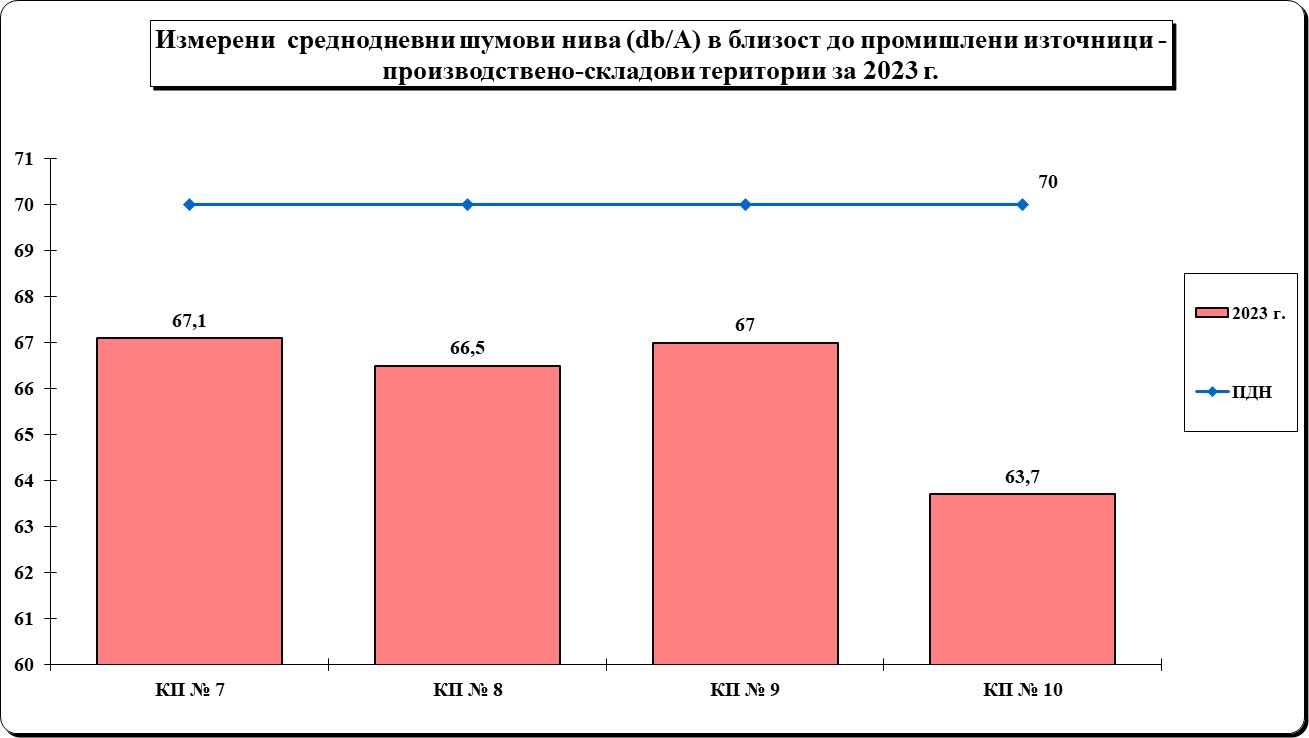 Измерени среднодневни шумови нива (db/A) в близост до промишлени източници -
производствено-складови територии за 2023 г.
71
70
69
68
67
66
65
64
63
62
61
60
70
67,1
66,5
67
63,7
КП № 7
КП № 8
КП № 9
КП № 10
2023 г.
ПДН